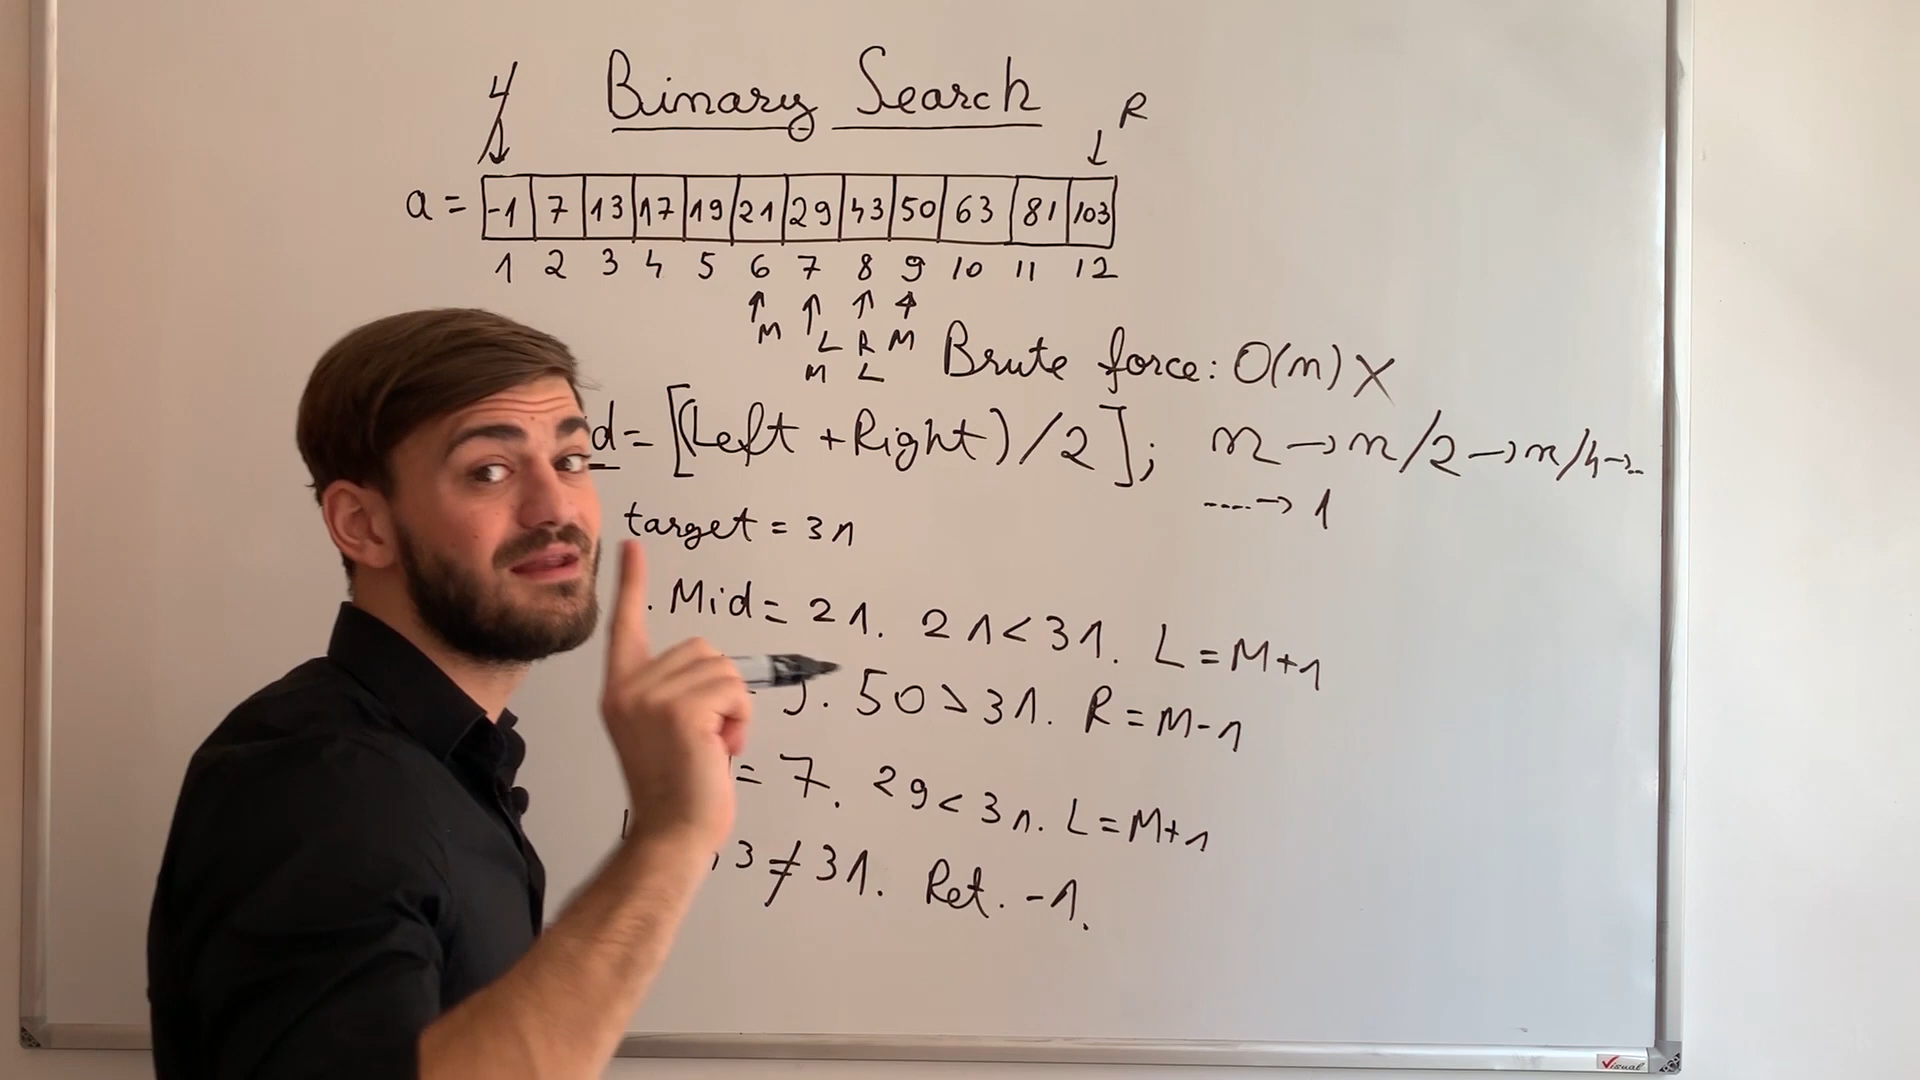 Binary Search
R
a = -1 7 13 17 19 21 29 43 50 63 81 103
1 2 3 4 5 6 7 8 9 10 11 12
M L R M
M L
Brute force: O(n) X
d = [(Left + Right) / 2]; n → n/2 → n/4 → ..
----→ 1
target = 31
. Mid = 21. 21 < 31. L = M+1
. 50 > 31. R = M-1
= 7. 29 < 31. L = M+1
3 ≠ 31. Ret. -1.
Visual